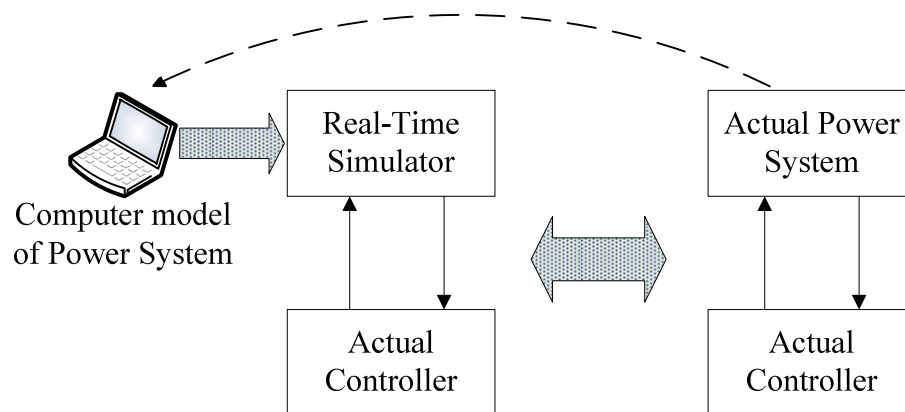 Real-Time
Simulator
Actual Power
System
Computer model
of Power System
Actual
Controller
Actual
Controller